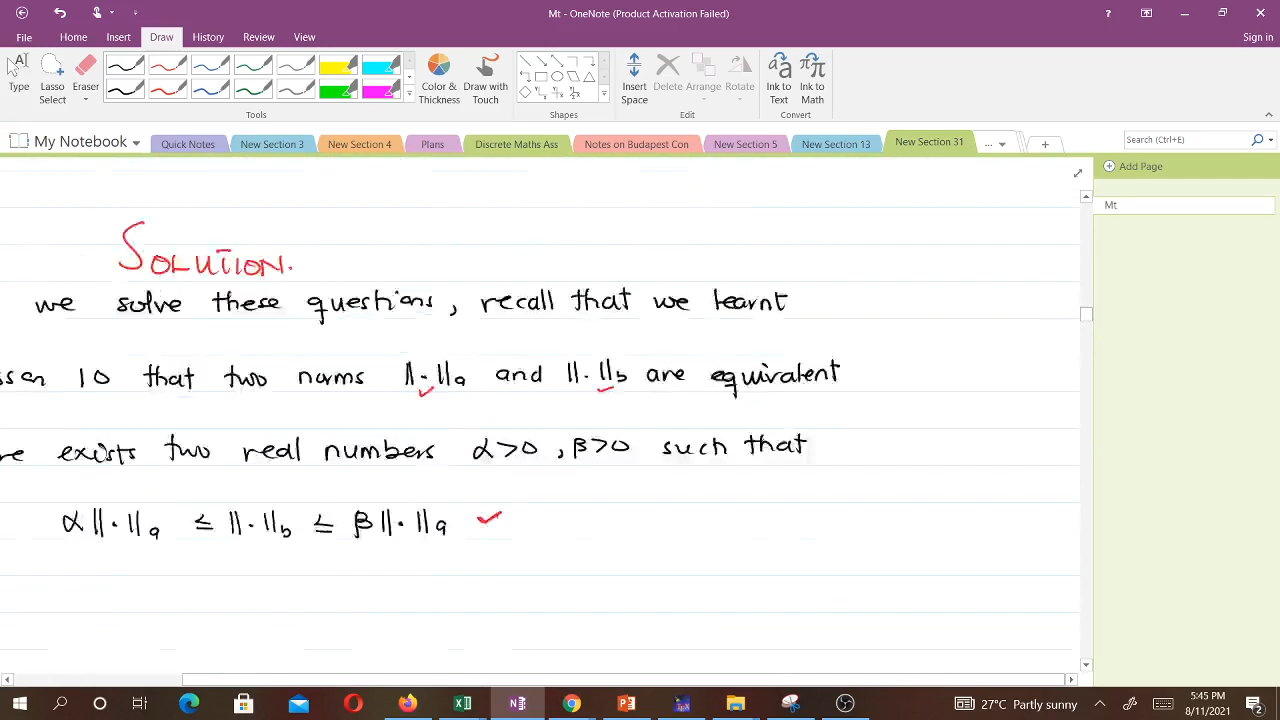 Mt - OneNote (Product Activation Failed)
?
File Home Insert Draw History Review View Sign in
Type Lasso Select Eraser Color & Thickness Draw with Touch Insert Space Delete Arrange Rotate Ink to Text Ink to Math
Tools Shapes Edit Convert
My Notebook Quick Notes New Section 3 New Section 4 Plans Discrete Maths Ass Notes on Budapest Con New Section 5 New Section 13 New Section 31 ... + Search (Ctrl+E)
Add Page
Mt
SOLUTION.
we solve these questions, recall that we learnt
sson 10 that two norms ||·||a and ||·||b are equivalent
re exists two real numbers α>0, β>0 such that
α||·||a ≤ ||·||b ≤ β||·||a
27°C Partly sunny
5:45 PM
8/11/2021